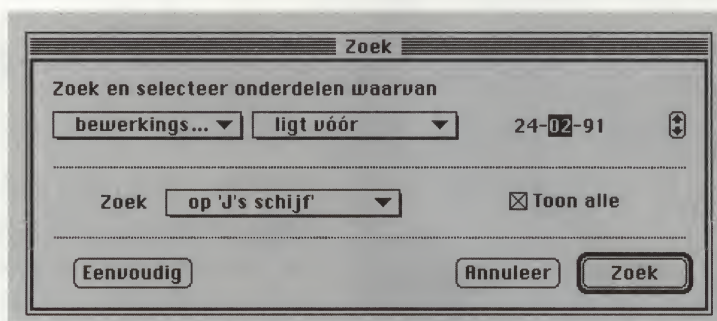 Zoek
Zoek en selecteer onderdelen waarvan
bewerkings... ligt vóór 24-02-91
Zoek op 'J's schijf' Toon alle
Eenvoudig Annuleer Zoek